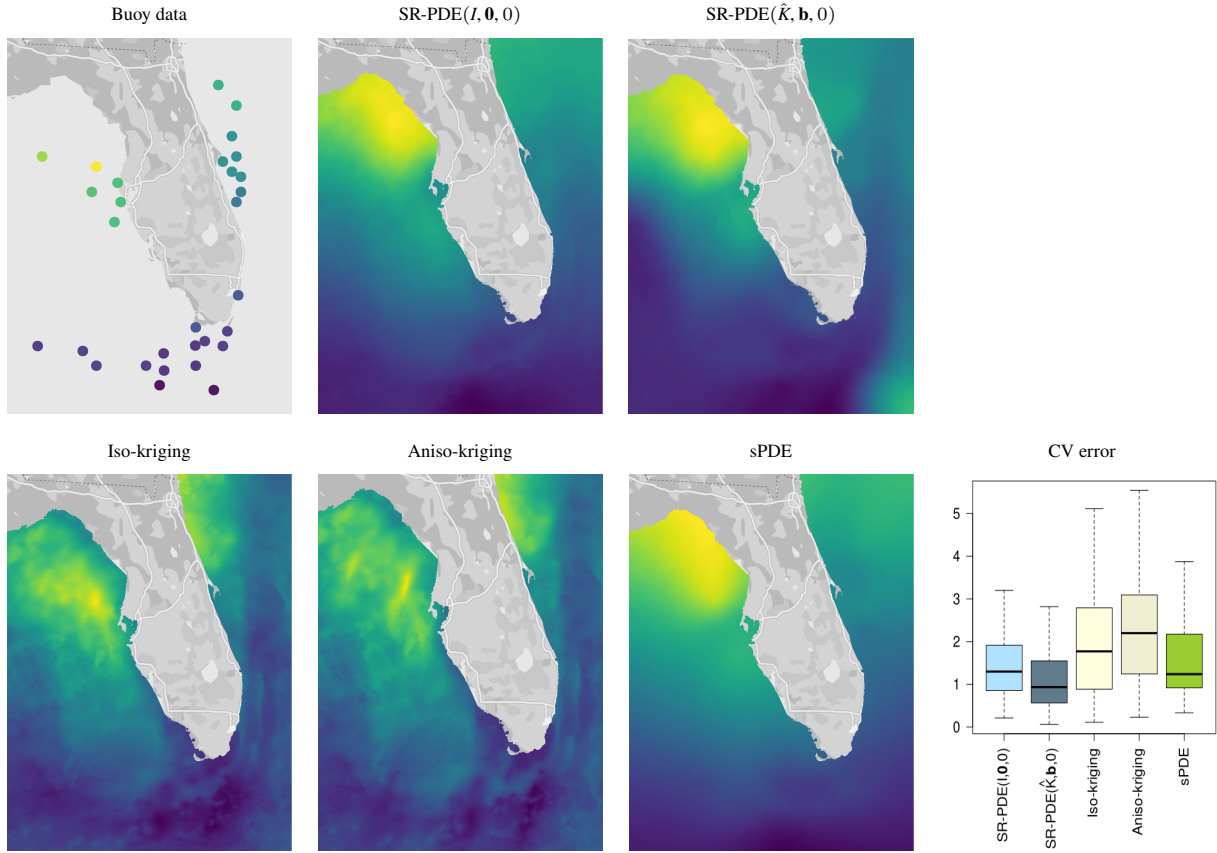 Buoy data
SR-PDE(I, 0, 0)
SR-PDE(K̂, b, 0)
Iso-kriging
Aniso-kriging
sPDE
CV error
5
4
3
2
1
0
SR-PDE(I,0,0)
SR-PDE(K̂,b,0)
Iso-kriging
Aniso-kriging
sPDE